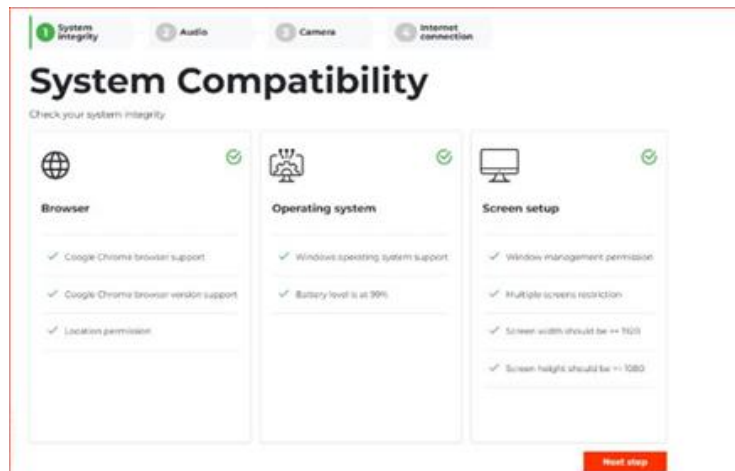 1 System integrity
2 Audio
3 Camera
4 Internet connection
System Compatibility
Check your system integrity
Browser
Google Chrome browser support
Google Chrome browser version support
Location permission
Operating system
Windows operating system support
Battery level is at 99%
Screen setup
Window management permission
Multiple screens restriction
Screen width should be >= 1920
Screen height should be >= 1080
Next step